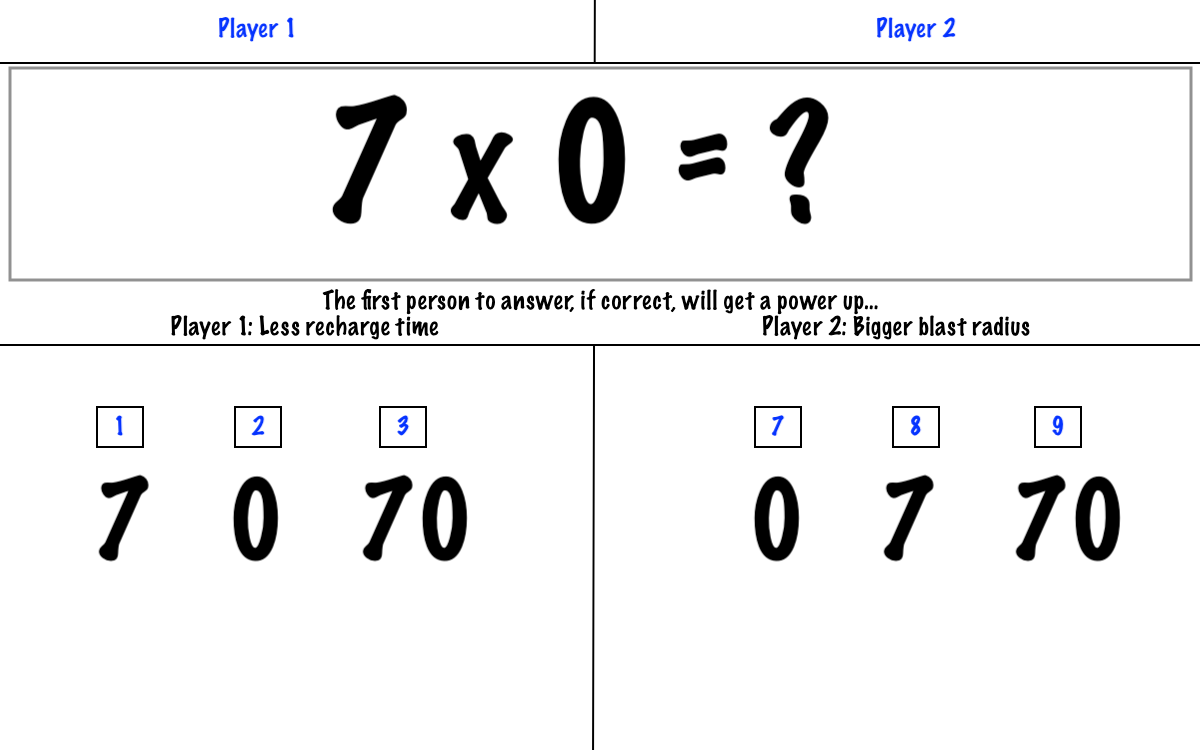 Player 1 Player 2
7 x 0 = ?
The first person to answer, if correct, will get a power up...
Player 1: Less recharge time Player 2: Bigger blast radius
1 2 3 7 8 9
7 0 70 0 7 70